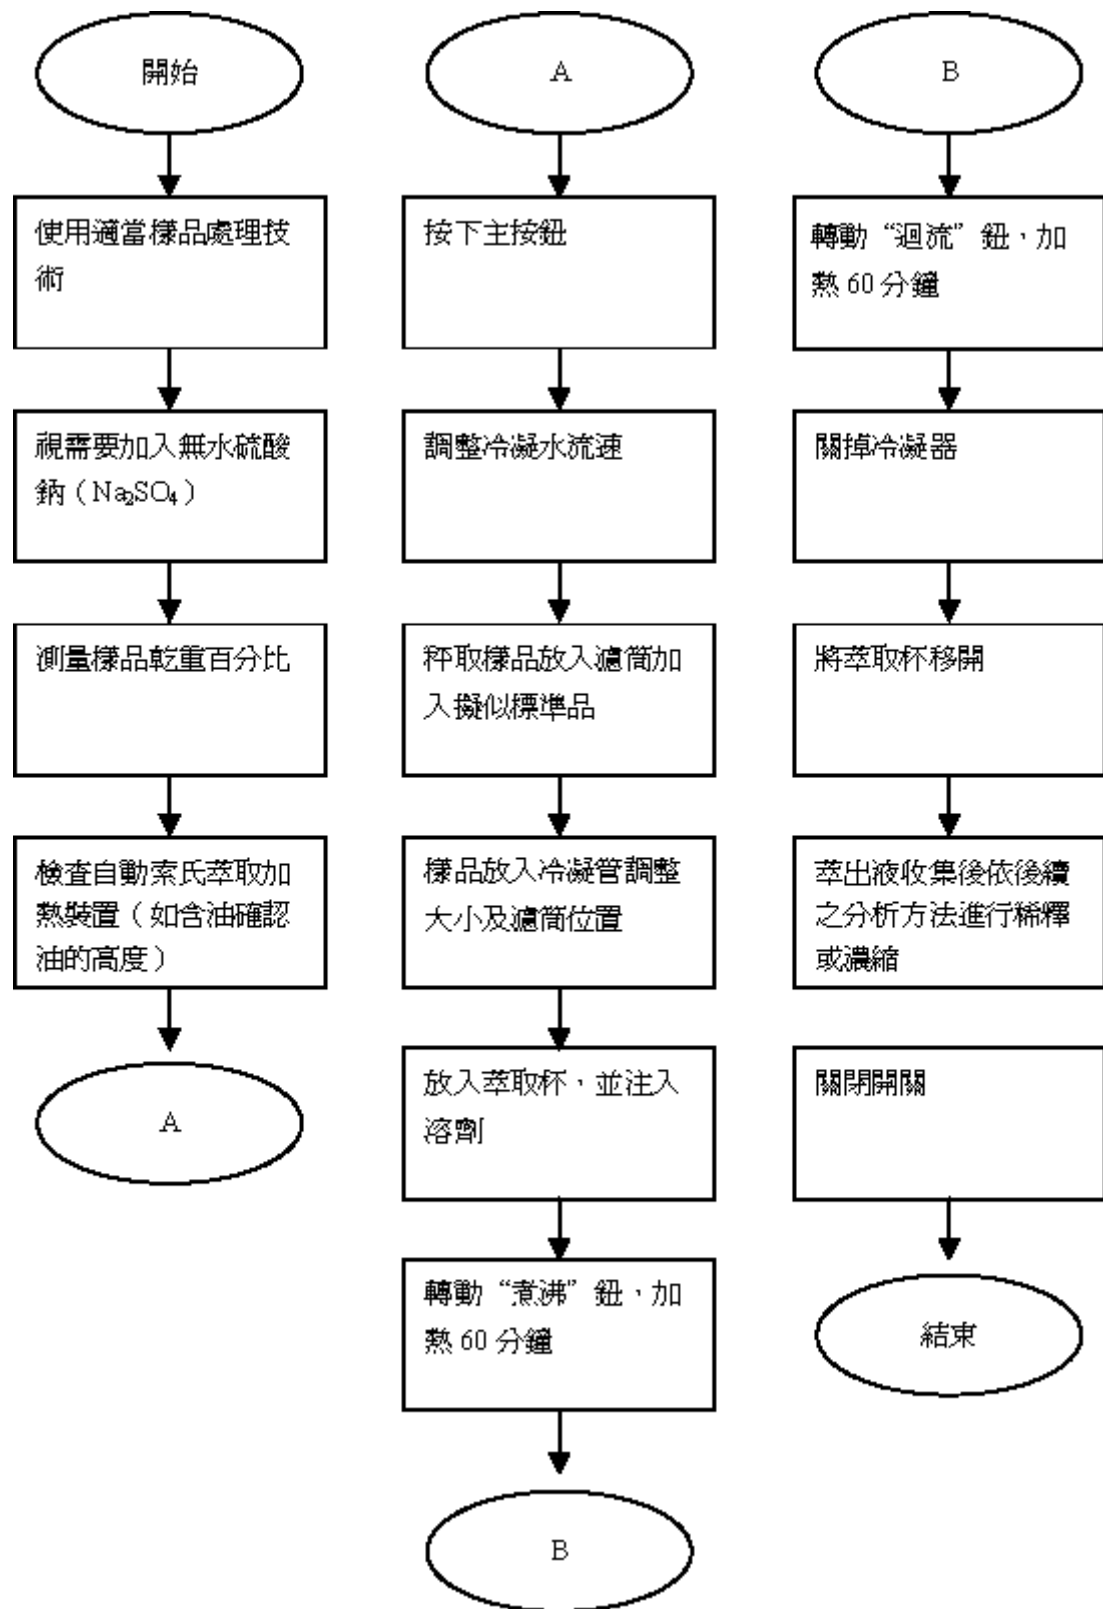 開始
使用適當樣品處理技
術
視需要加入無水硫酸
鈉（Na₂SO₄）
測量樣品乾重百分比
檢查自動索氏萃取加
熱裝置（如含油確認
油的高度）
A
A
按下主按鈕
調整冷凝水流速
秤取樣品放入濾筒加
入擬似標準品
樣品放入冷凝管調整
大小及濾筒位置
放入萃取杯，並注入
溶劑
轉動“煮沸”鈕，加
熱 60 分鐘
B
B
轉動“迴流”鈕，加
熱 60 分鐘
關掉冷凝器
將萃取杯移開
萃出液收集後依後續
之分析方法進行稀釋
或濃縮
關閉開關
結束